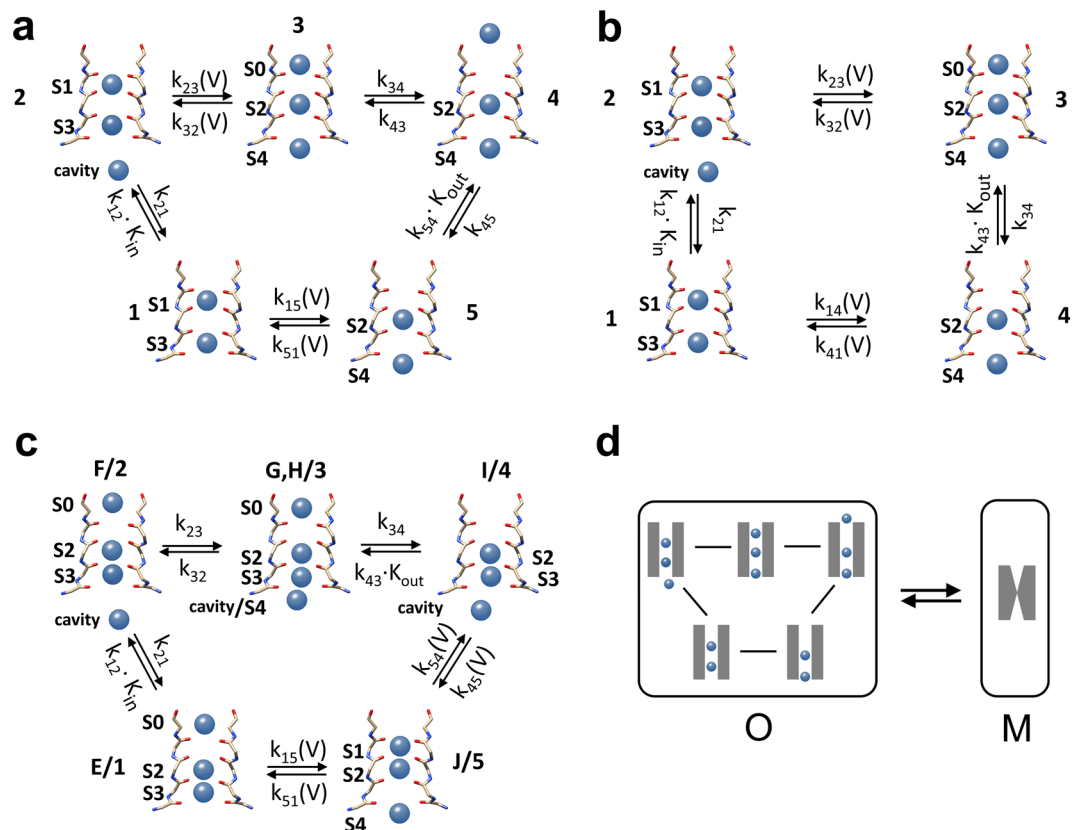 a
3
2
S1
S3
cavity
k23(V)
k32(V)
S0
S2
S4
k34
k43
S2
S4
4
k12· Kin
k21
k54· Kout
k45
1
S1
S3
k15(V)
k51(V)
S2
S4
5
b
2
S1
S3
cavity
k23(V)
k32(V)
S0
S2
S4
3
k12· Kin
k21
k43· Kout
k34
1
S1
S3
k14(V)
k41(V)
S2
S4
4
c
F/2
G,H/3
I/4
S0
S2
S3
cavity
k23
k32
S0
S2
S3
cavity/S4
k34
k43·Kout
S2
S3
cavity
k12· Kin
k21
k54(V)
k45(V)
E/1
S0
S2
S3
k15(V)
k51(V)
S1
S2
S4
J/5
d
O
M